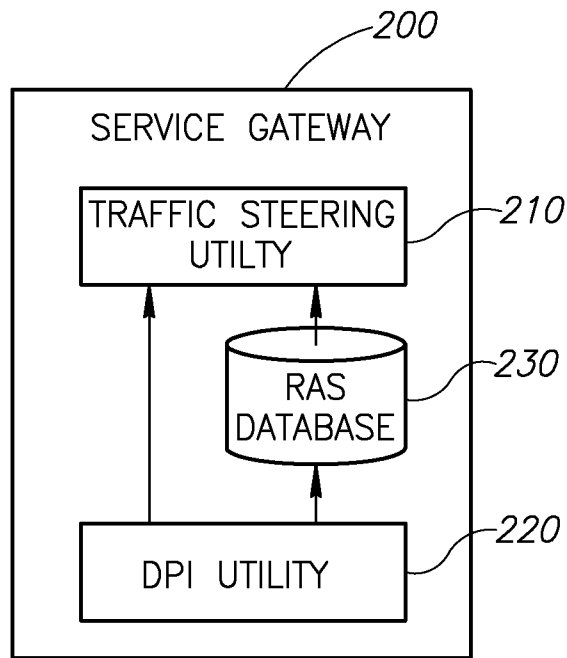 200
SERVICE GATEWAY
TRAFFIC STEERING
UTILTY
210
RAS
DATABASE
230
DPI UTILITY
220